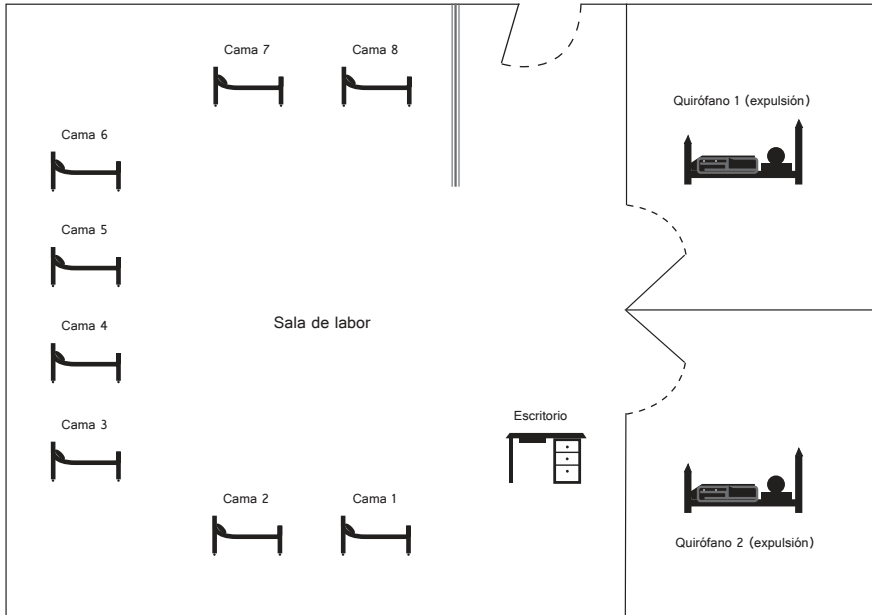 Cama 7
Cama 8
Quirófano 1 (expulsión)
Cama 6
Cama 5
Sala de labor
Cama 4
Escritorio
Cama 3
Cama 2
Cama 1
Quirófano 2 (expulsión)